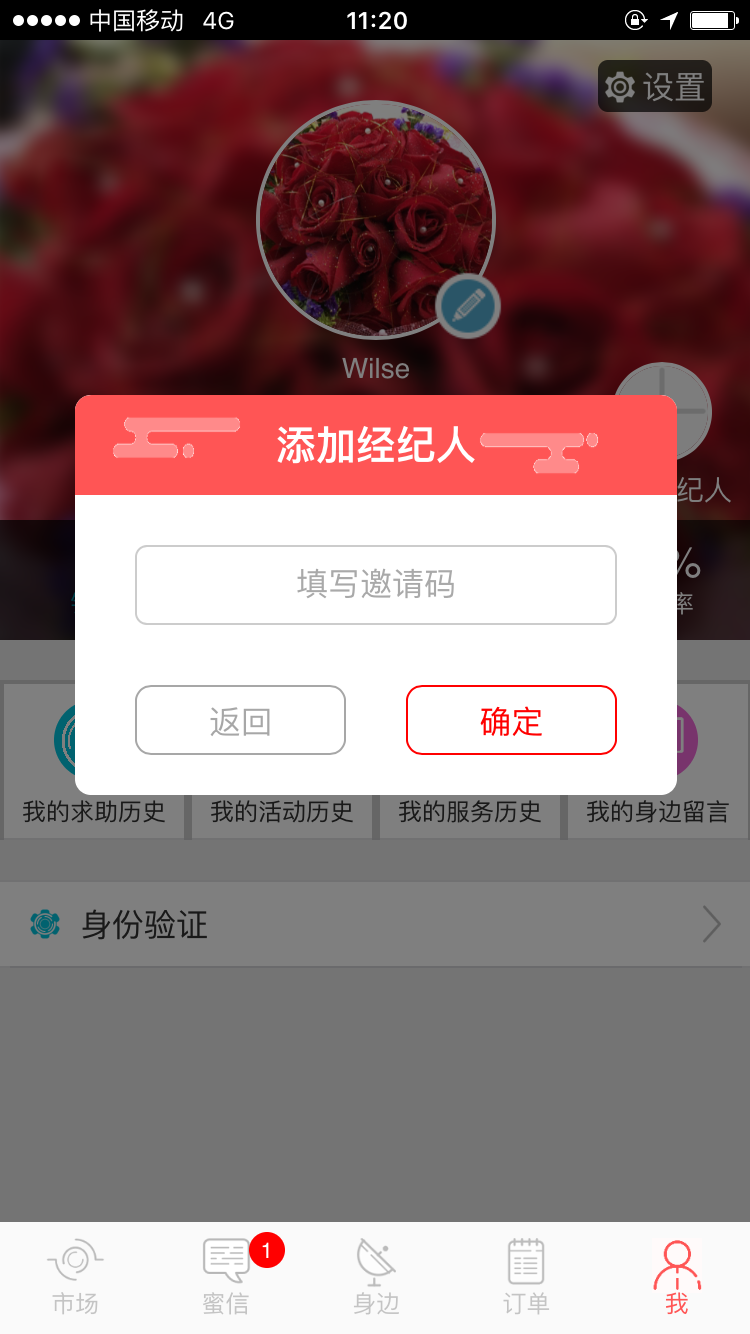 中国移动 4G 11:20
设置
Wilse
添加经纪人
纪人
填写邀请码
%
率
返回 确定
我的求助历史 我的活动历史 我的服务历史 我的身边留言
身份验证
1
市场 蜜信 身边 订单 我